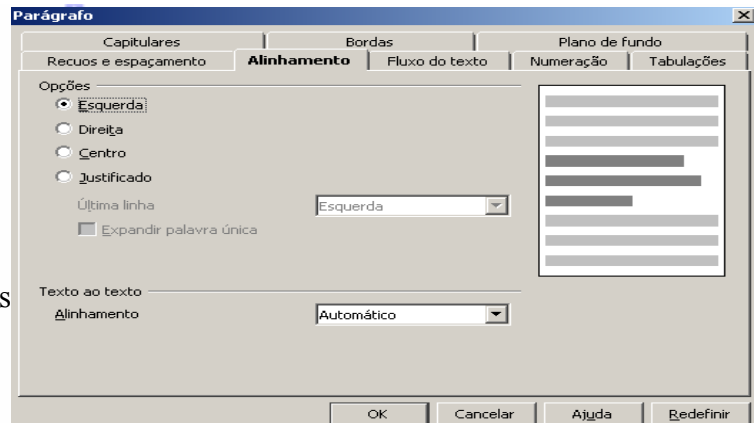 Parágrafo
Capitulares Bordas Plano de fundo
Recuos e espaçamento Alinhamento Fluxo do texto Numeração Tabulações
Opções
Esquerda
Direita
Centro
Justificado
Última linha Esquerda
Expandir palavra única
s
Texto ao texto
Alinhamento Automático
OK Cancelar Ajuda Redefinir